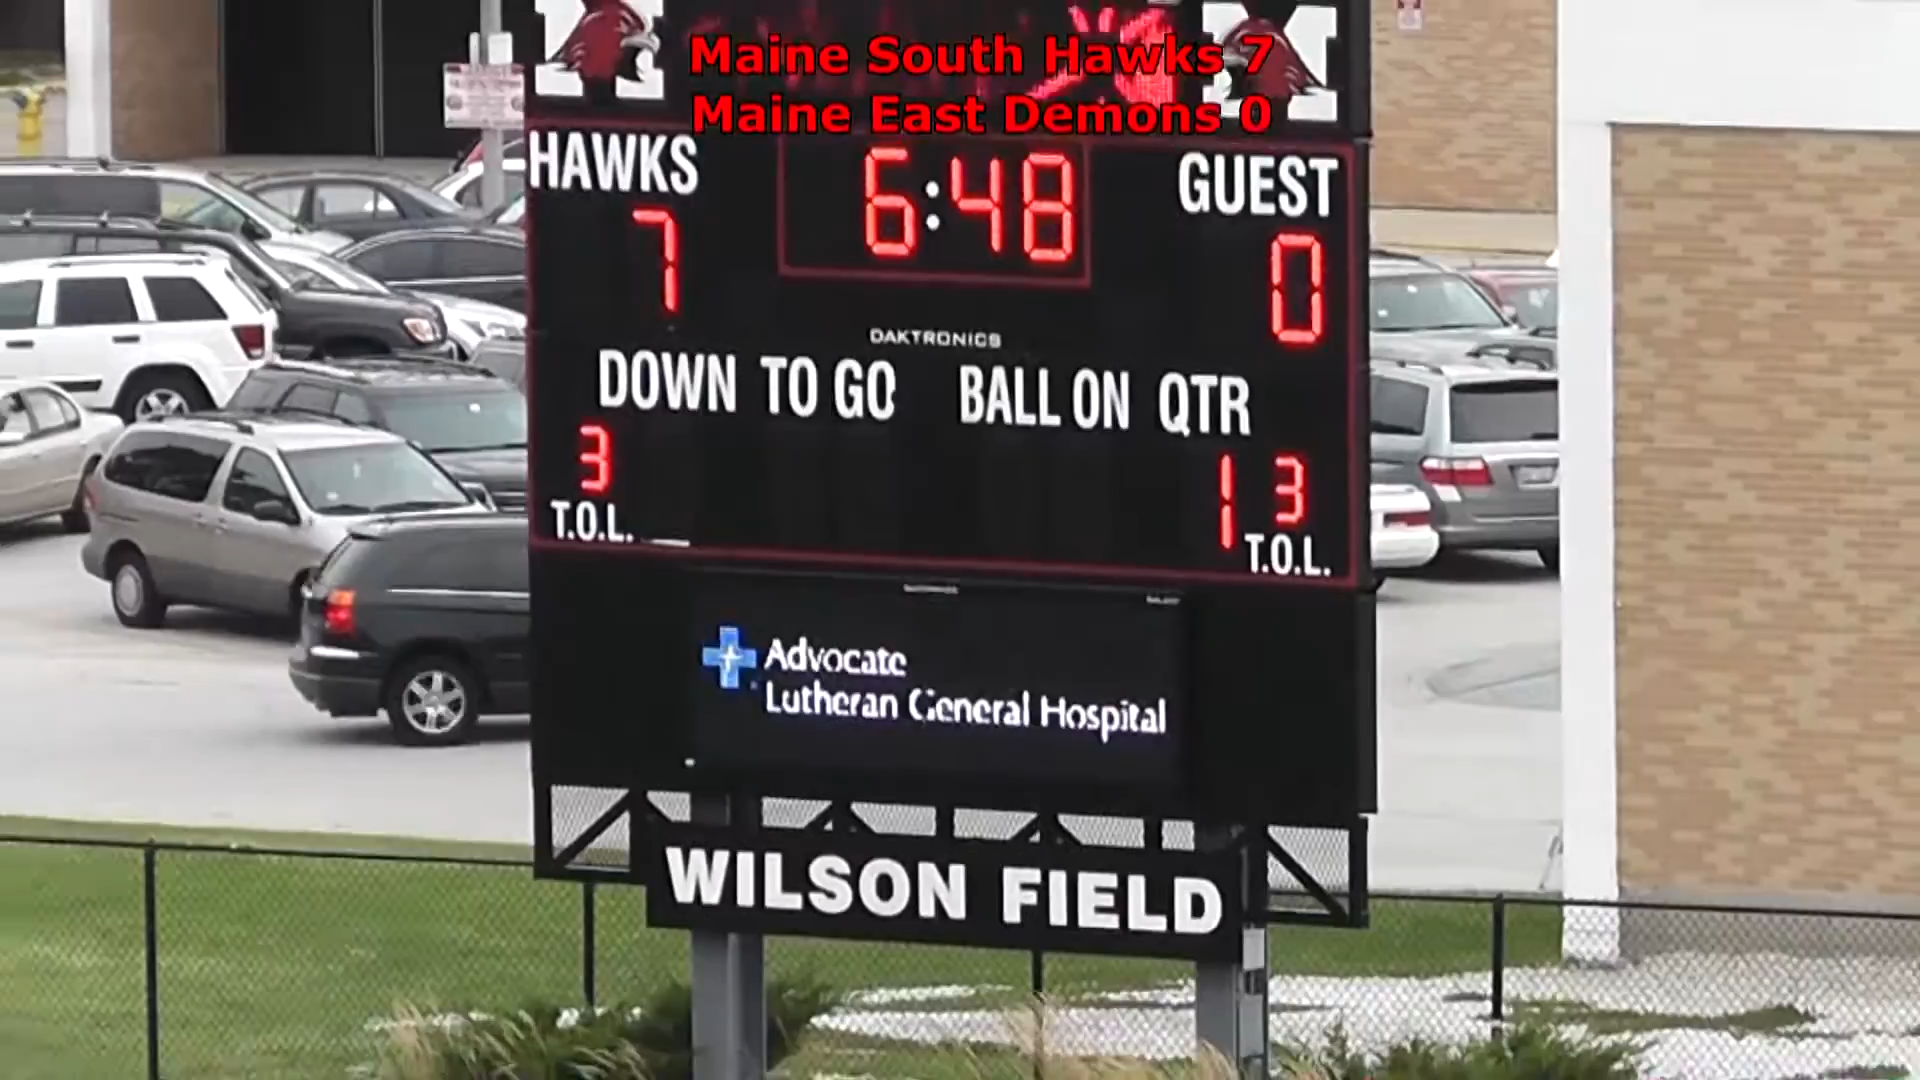 Maine South Hawks 7
Maine East Demons 0
HAWKS 6:48 GUEST
7 0
DAKTRONICS
DOWN TO GO BALL ON QTR
3 1 3
T.O.L. T.O.L.
Advocate
Lutheran General Hospital
WILSON FIELD